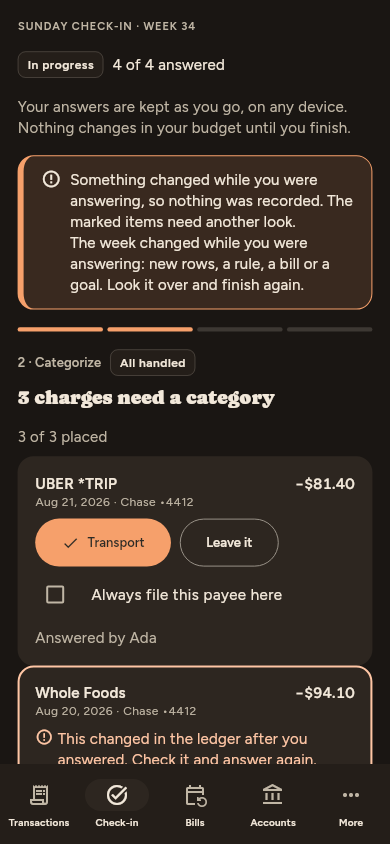 SUNDAY CHECK-IN · WEEK 34
In progress 4 of 4 answered
Your answers are kept as you go, on any device.
Nothing changes in your budget until you finish.
Something changed while you were
answering, so nothing was recorded. The
marked items need another look.
The week changed while you were
answering: new rows, a rule, a bill or a
goal. Look it over and finish again.
2 · Categorize All handled
3 charges need a category
3 of 3 placed
UBER *TRIP −$81.40
Aug 21, 2026 · Chase •4412
Transport Leave it
Always file this payee here
Answered by Ada
Whole Foods −$94.10
Aug 20, 2026 · Chase •4412
This changed in the ledger after you
answered. Check it and answer again.
Transactions Check-in Bills Accounts More